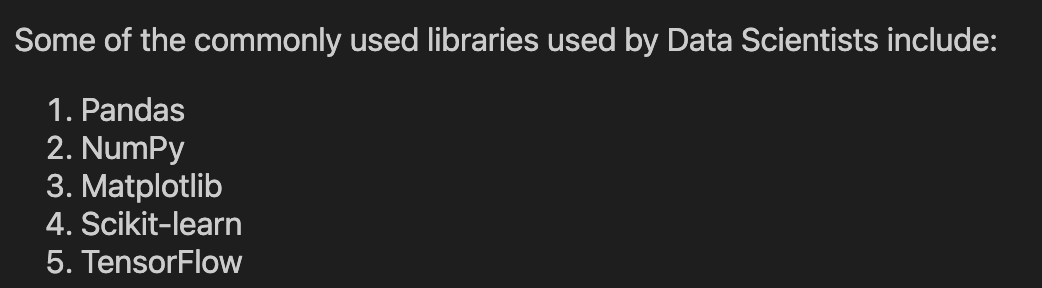 Some of the commonly used libraries used by Data Scientists include:
1. Pandas
2. NumPy
3. Matplotlib
4. Scikit-learn
5. TensorFlow